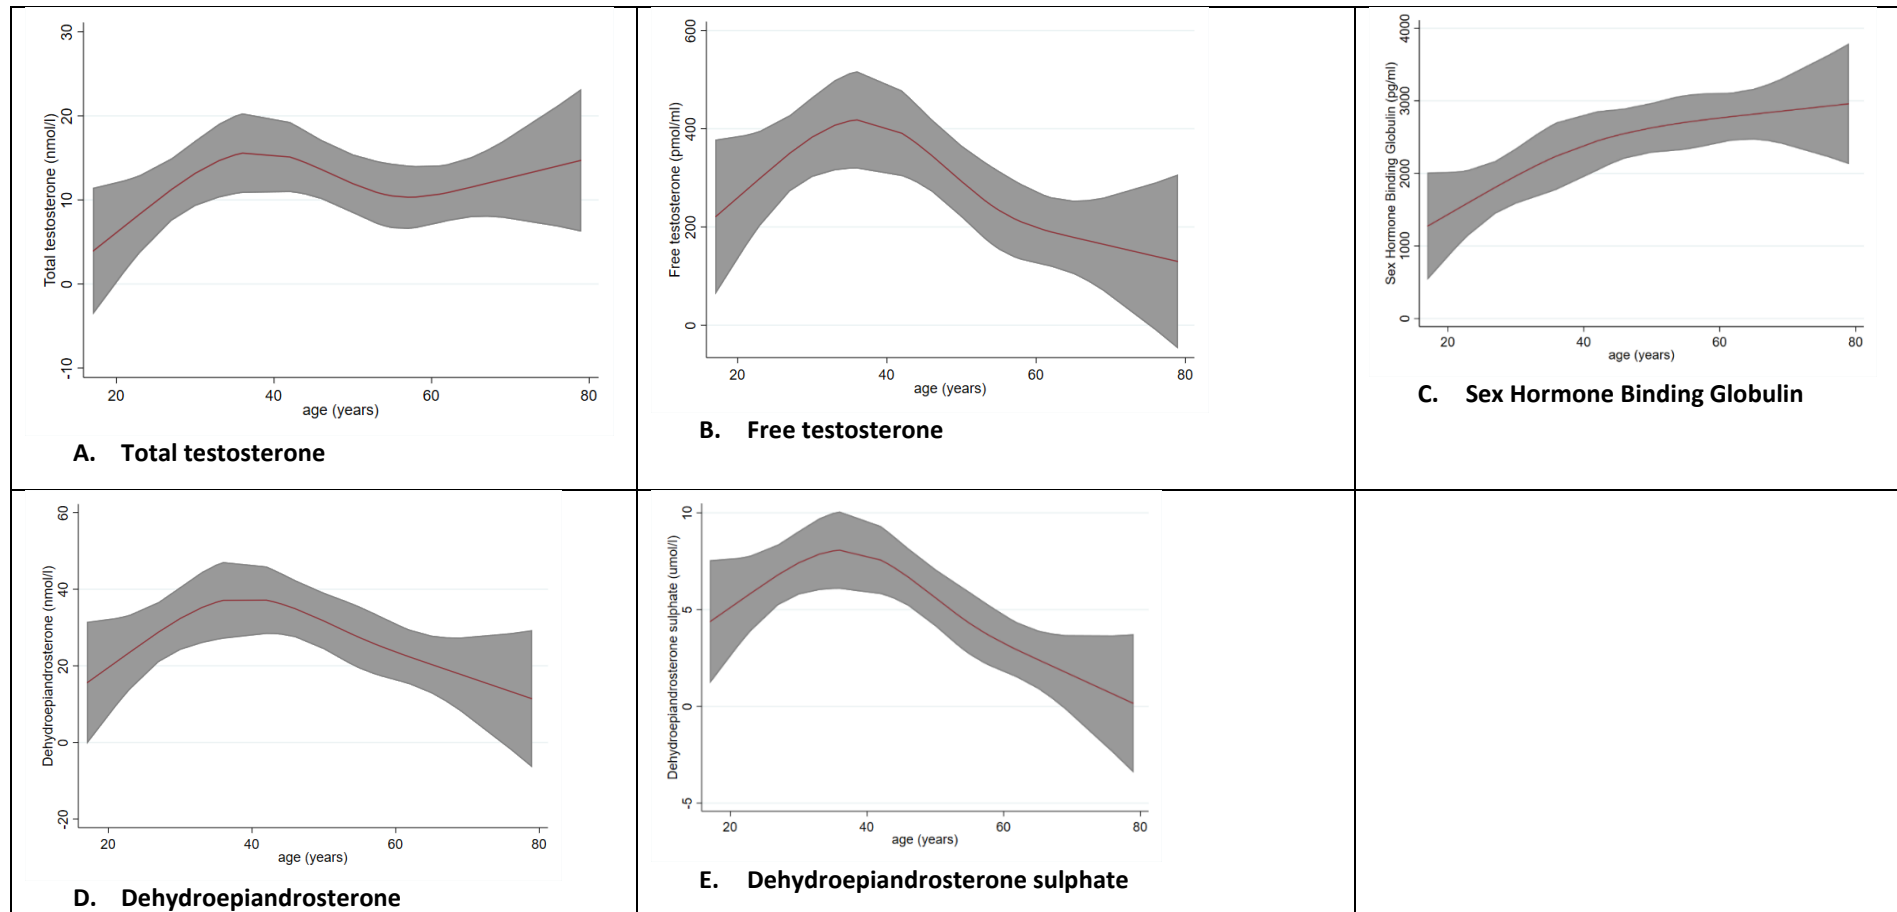 Total testosterone (nmol/l)
30
20
10
0
-10
20 40 60 80
age (years)
A. Total testosterone
Free testosterone (pmol/ml)
600
400
200
0
20 40 60 80
age (years)
B. Free testosterone
Sex Hormone Binding Globulin (pg/ml)
4000
3000
2000
1000
0
20 40 60 80
age (years)
C. Sex Hormone Binding Globulin
Dehydroepiandrosterone (nmol/l)
60
40
20
0
-20
20 40 60 80
age (years)
D. Dehydroepiandrosterone
Dehydroepiandrosterone sulphate (umol/l)
10
5
0
-5
20 40 60 80
age (years)
E. Dehydroepiandrosterone sulphate